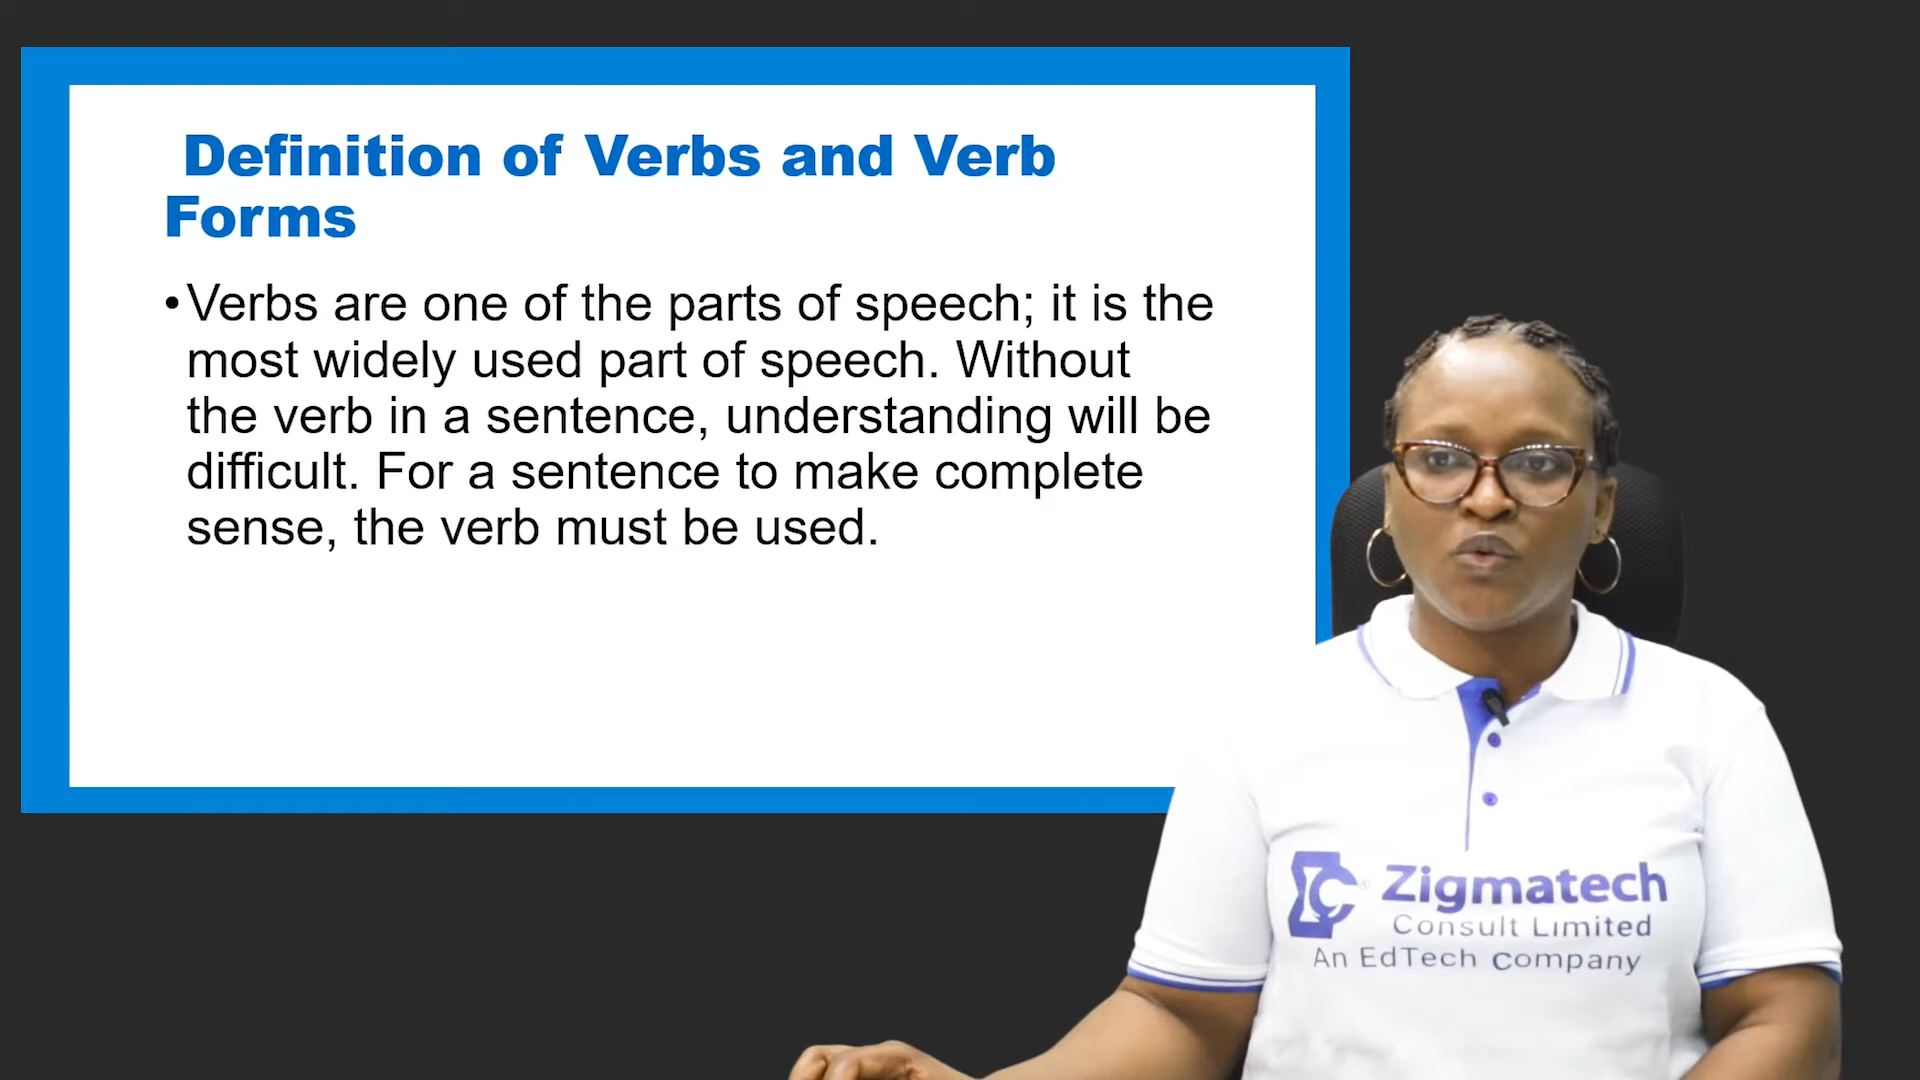 Definition of Verbs and Verb
Forms
•Verbs are one of the parts of speech; it is the
most widely used part of speech. Without
the verb in a sentence, understanding will be
difficult. For a sentence to make complete
sense, the verb must be used.
ZC® Zigmatech
Consult Limited
An EdTech company